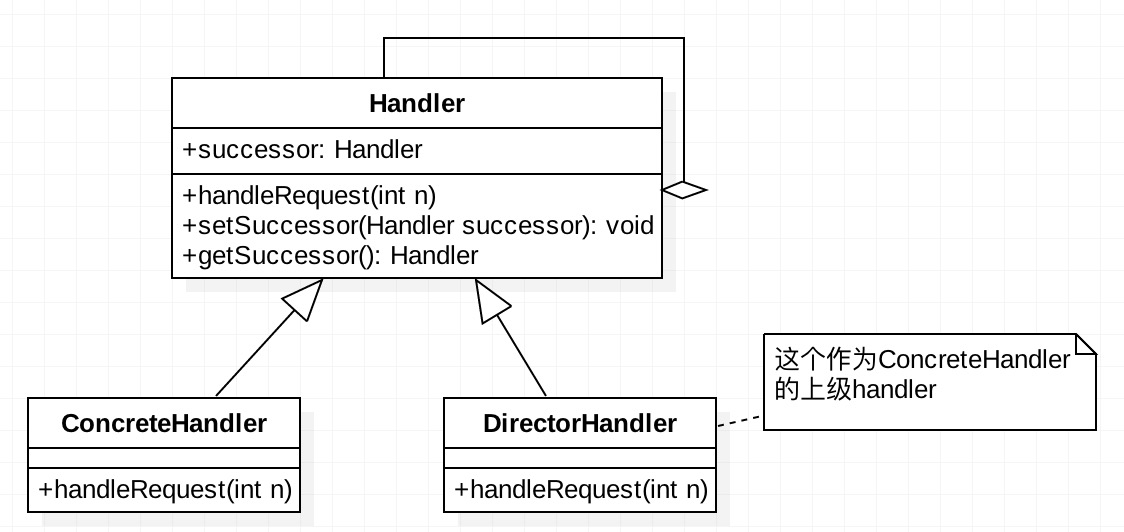 Handler
+successor: Handler
+handleRequest(int n)
+setSuccessor(Handler successor): void
+getSuccessor(): Handler
这个作为ConcreteHandler
的上级handler
ConcreteHandler
+handleRequest(int n)
DirectorHandler
+handleRequest(int n)